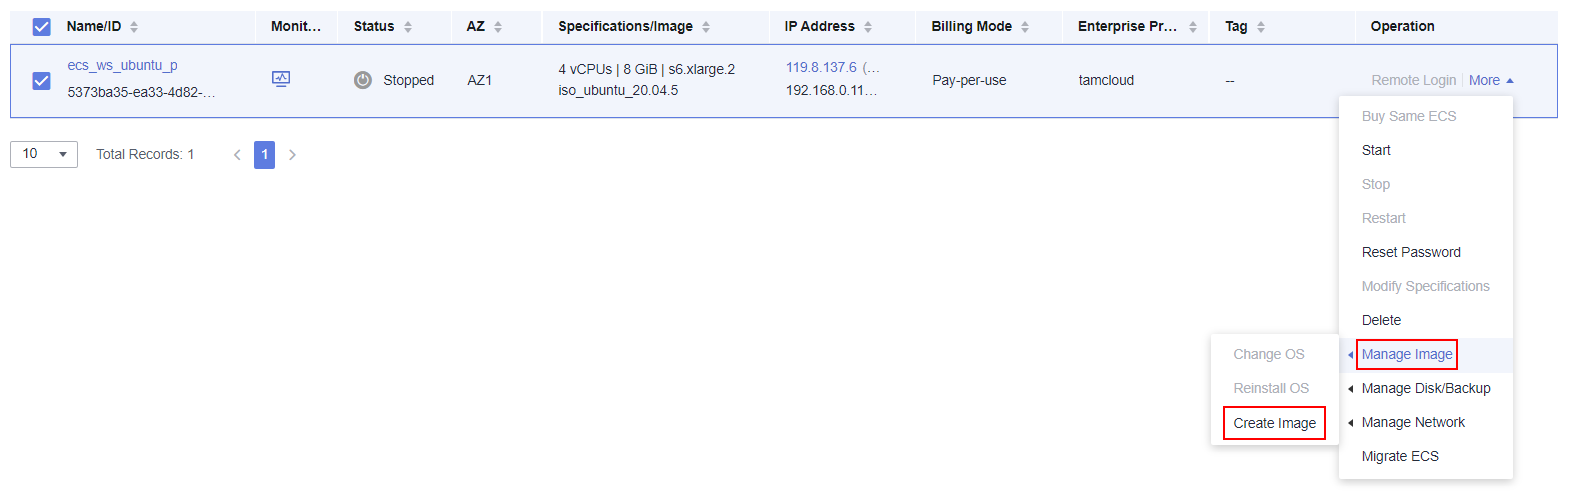 Name/ID Monit... Status AZ Specifications/Image IP Address Billing Mode Enterprise Pr... Tag Operation
ecs_ws_ubuntu_p
5373ba35-ea33-4d82-...
Stopped
AZ1
4 vCPUs | 8 GiB | s6.xlarge.2
iso_ubuntu_20.04.5
119.8.137.6 (...
192.168.0.11...
Pay-per-use
tamcloud
--
Remote Login More
10 Total Records: 1 1
Buy Same ECS
Start
Stop
Restart
Reset Password
Modify Specifications
Delete
Manage Image
Manage Disk/Backup
Manage Network
Migrate ECS
Change OS
Reinstall OS
Create Image